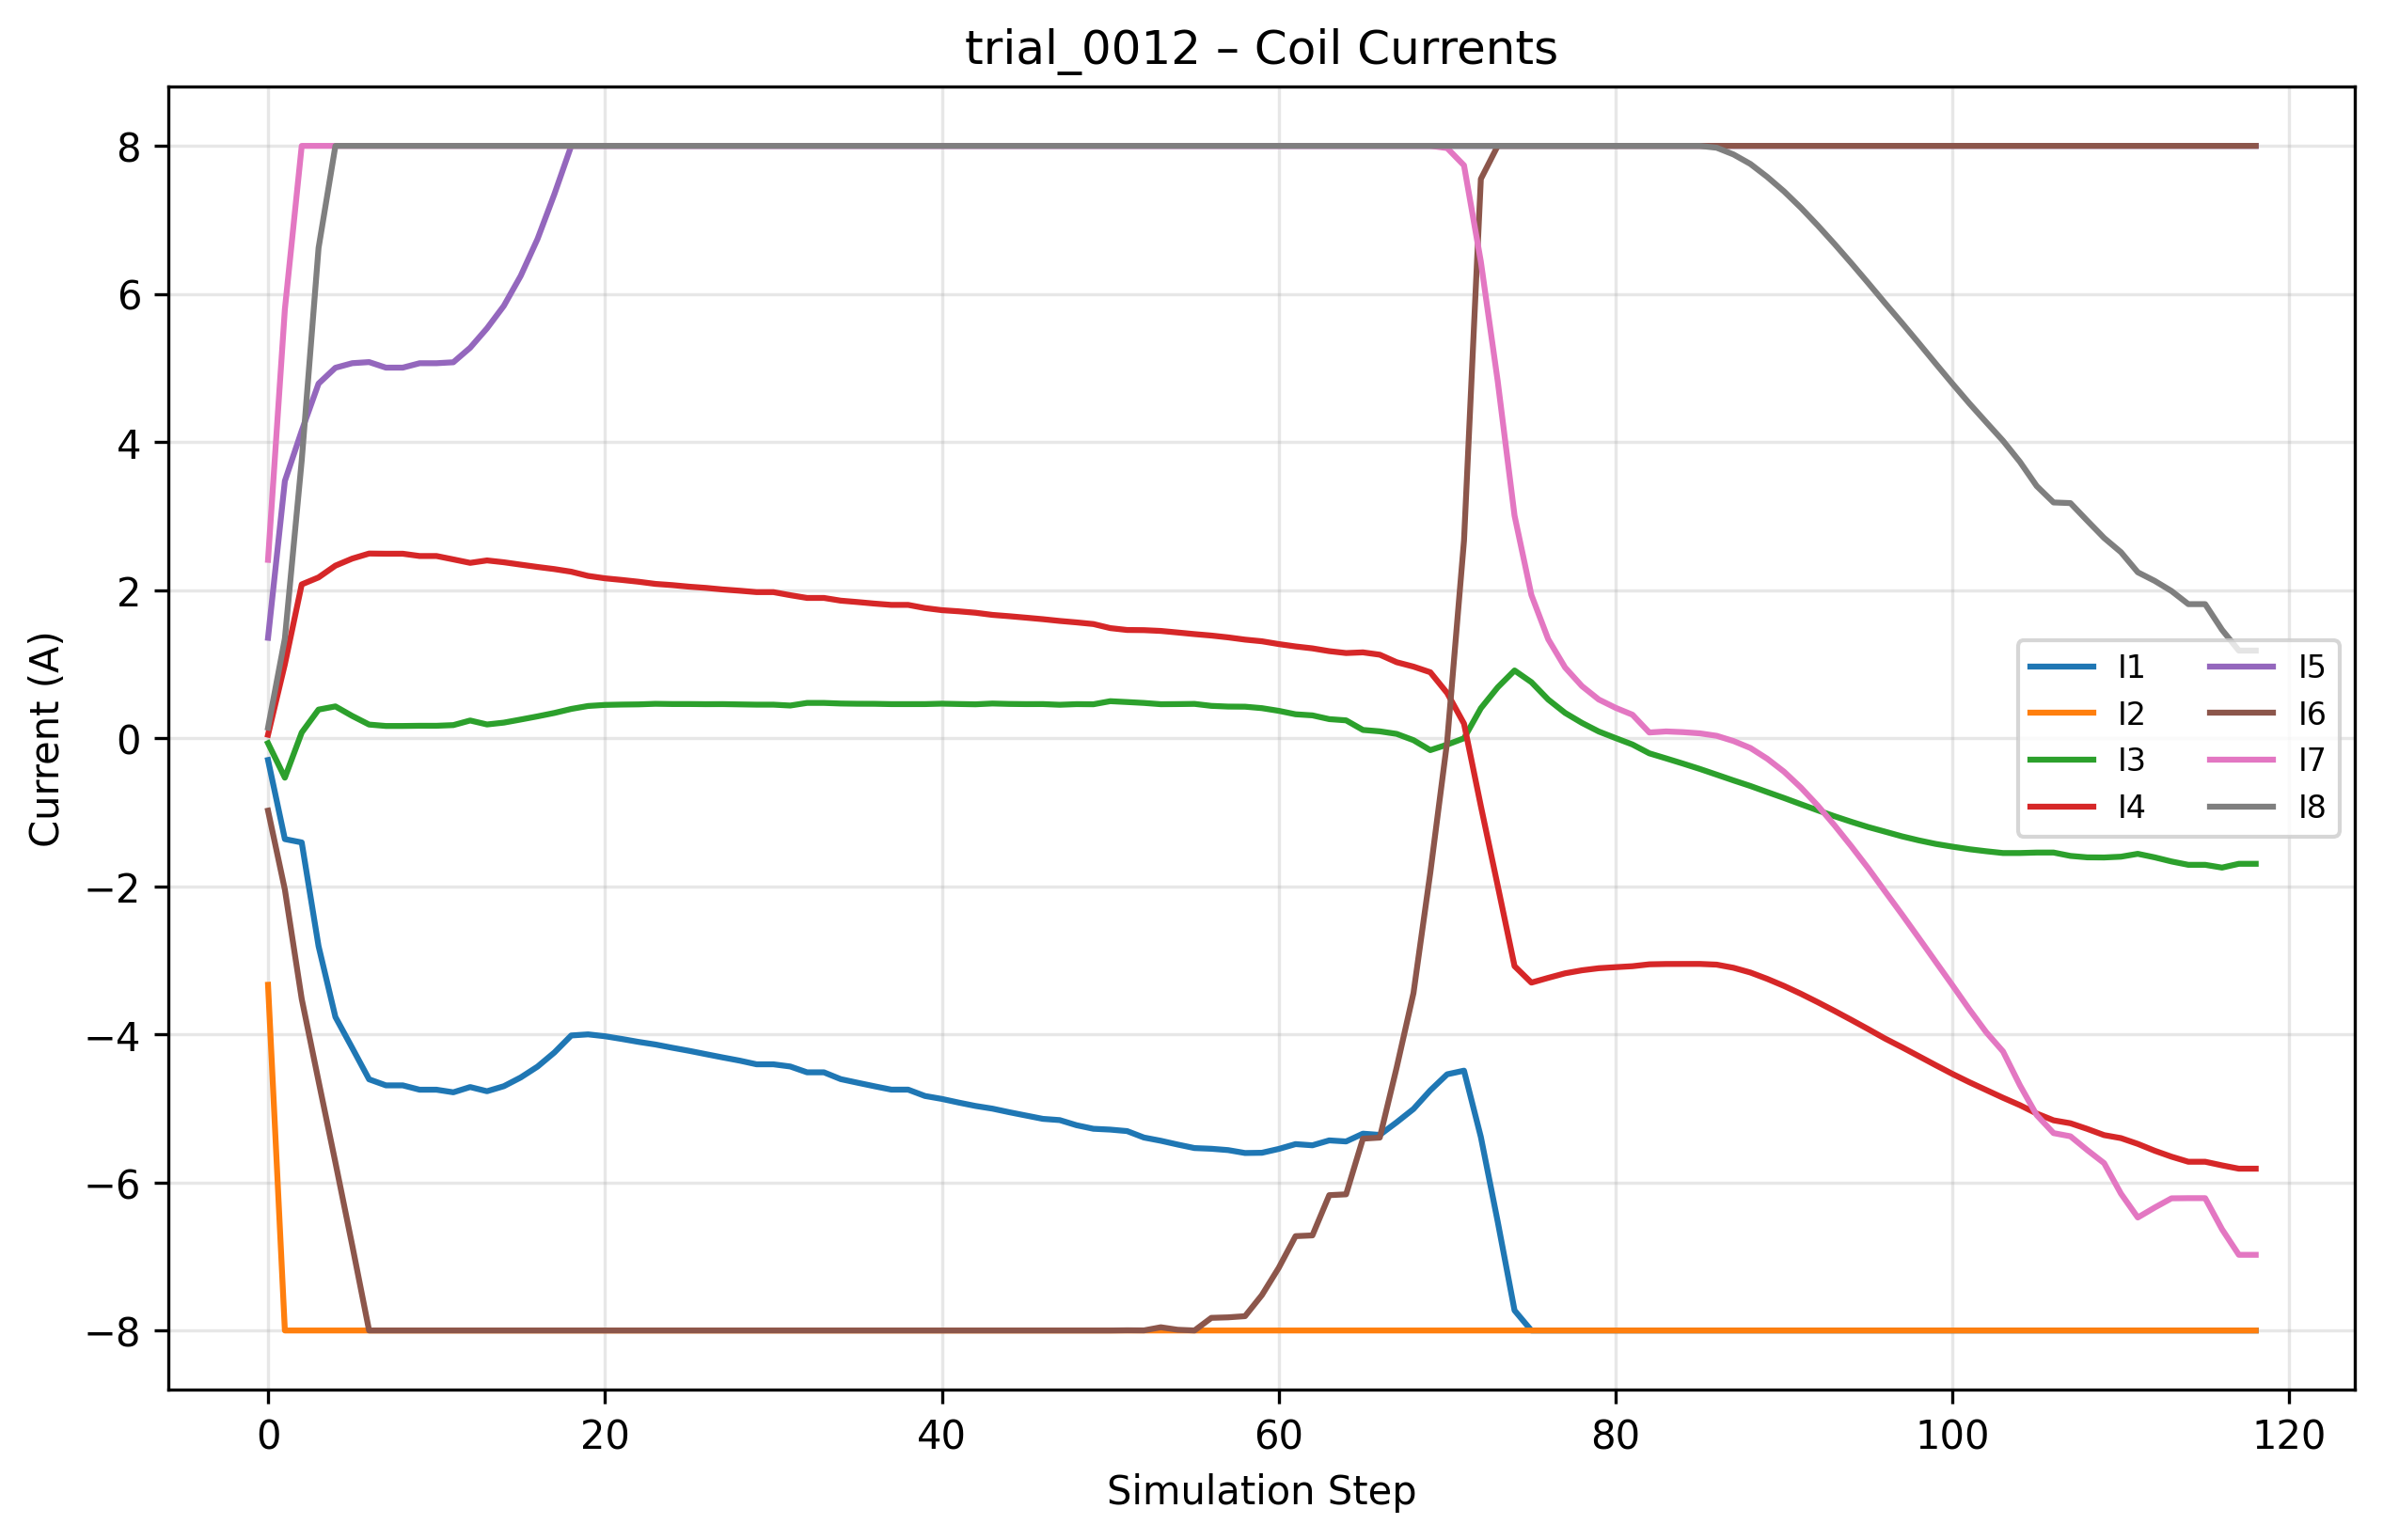 trial_0012 – Coil Currents
Current (A)
8
6
4
2
0
−2
−4
−6
−8
0 20 40 60 80 100 120
Simulation Step
I1 I5
I2 I6
I3 I7
I4 I8